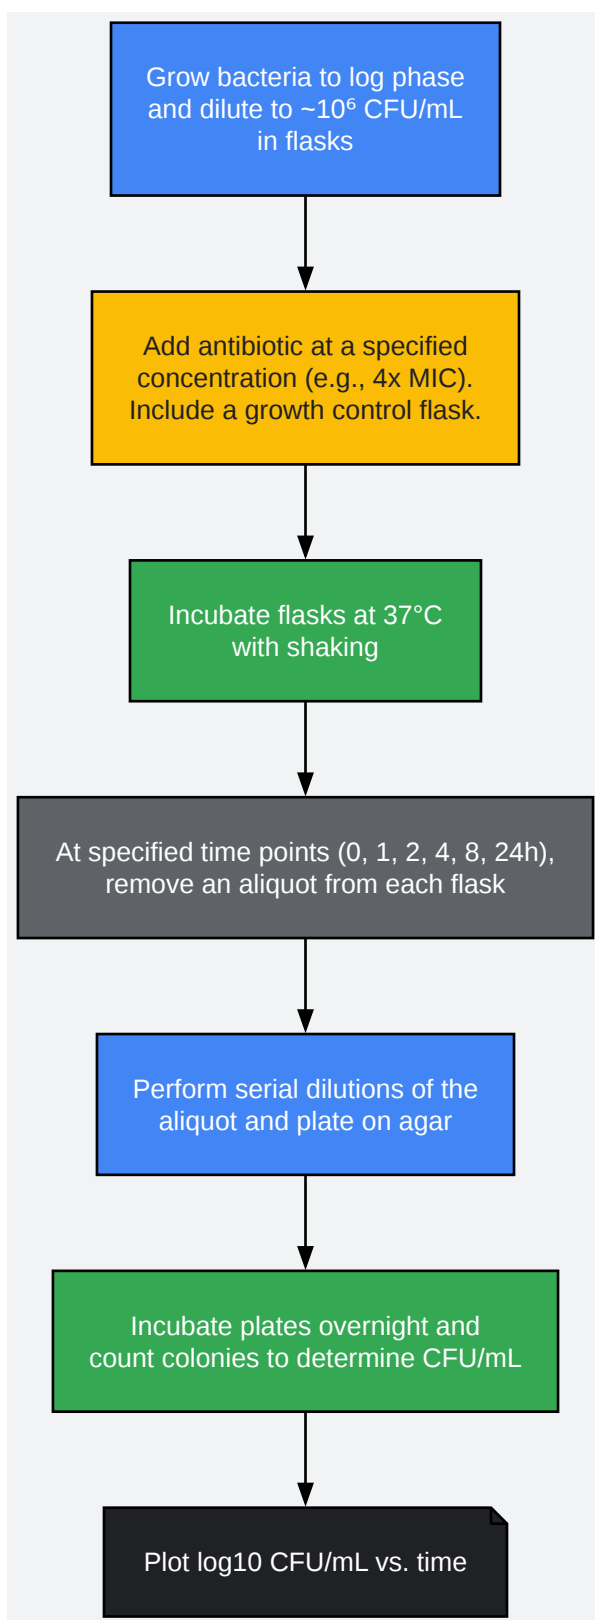 Grow bacteria to log phase
and dilute to ~10⁶ CFU/mL
in flasks
Add antibiotic at a specified
concentration (e.g., 4x MIC).
Include a growth control flask.
Incubate flasks at 37°C
with shaking
At specified time points (0, 1, 2, 4, 8, 24h),
remove an aliquot from each flask
Perform serial dilutions of the
aliquot and plate on agar
Incubate plates overnight and
count colonies to determine CFU/mL
Plot log10 CFU/mL vs. time